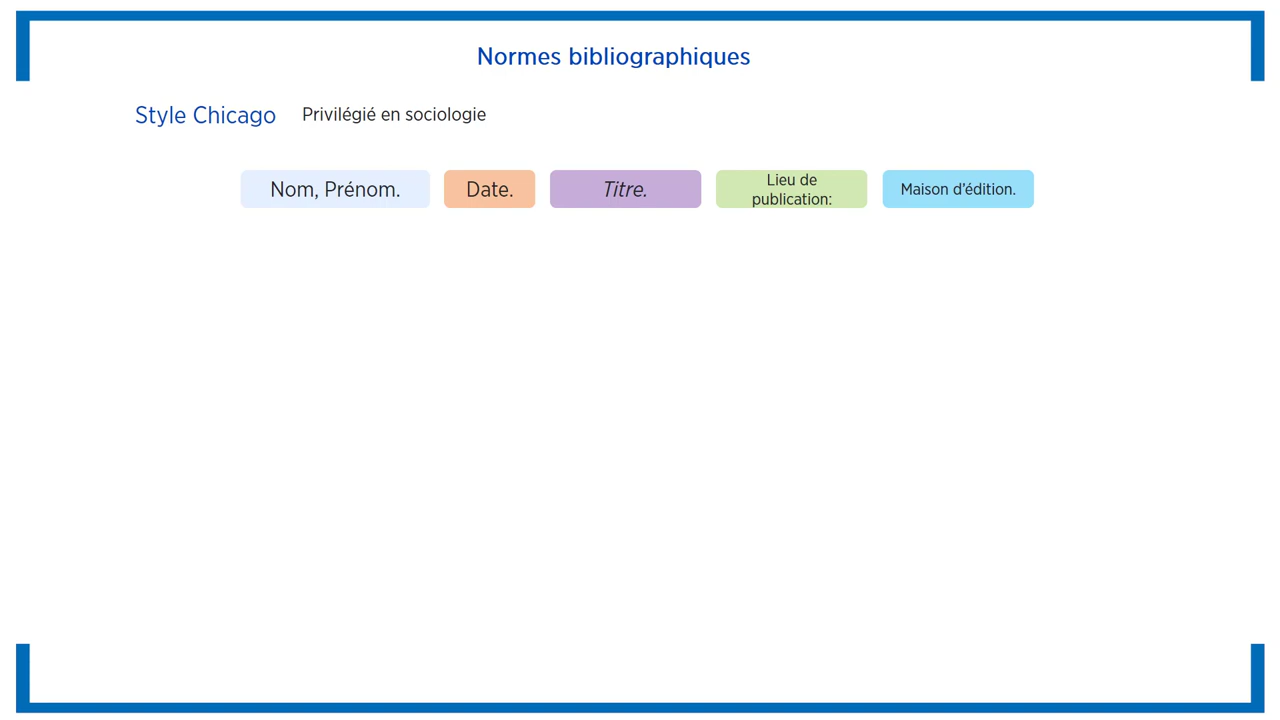 Normes bibliographiques
Style Chicago Privilégié en sociologie
Nom, Prénom. Date. Titre. Lieu de publication: Maison d'édition.